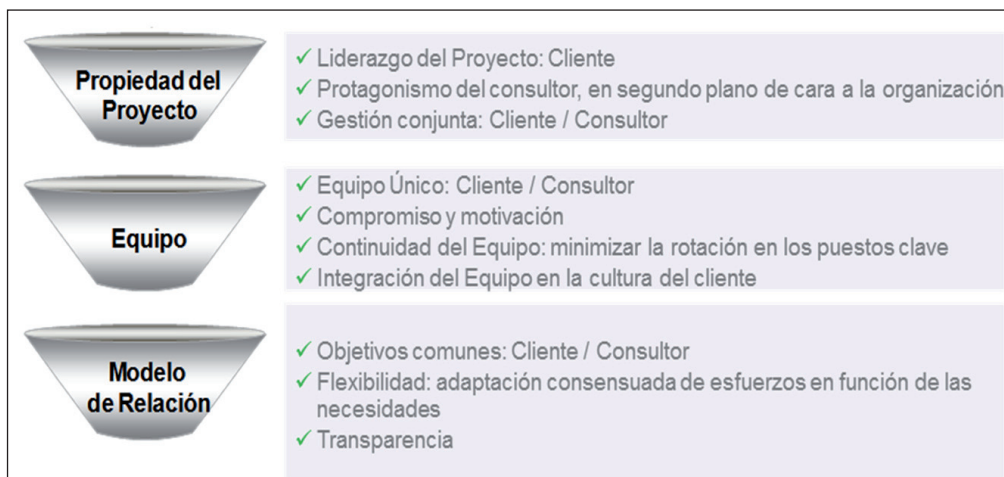 Propiedad del
Proyecto
✓ Liderazgo del Proyecto: Cliente
✓ Protagonismo del consultor, en segundo plano de cara a la organización
✓ Gestión conjunta: Cliente / Consultor
Equipo
✓ Equipo Único: Cliente / Consultor
✓ Compromiso y motivación
✓ Continuidad del Equipo: minimizar la rotación en los puestos clave
✓ Integración del Equipo en la cultura del cliente
Modelo
de Relación
✓ Objetivos comunes: Cliente / Consultor
✓ Flexibilidad: adaptación consensuada de esfuerzos en función de las
necesidades
✓ Transparencia